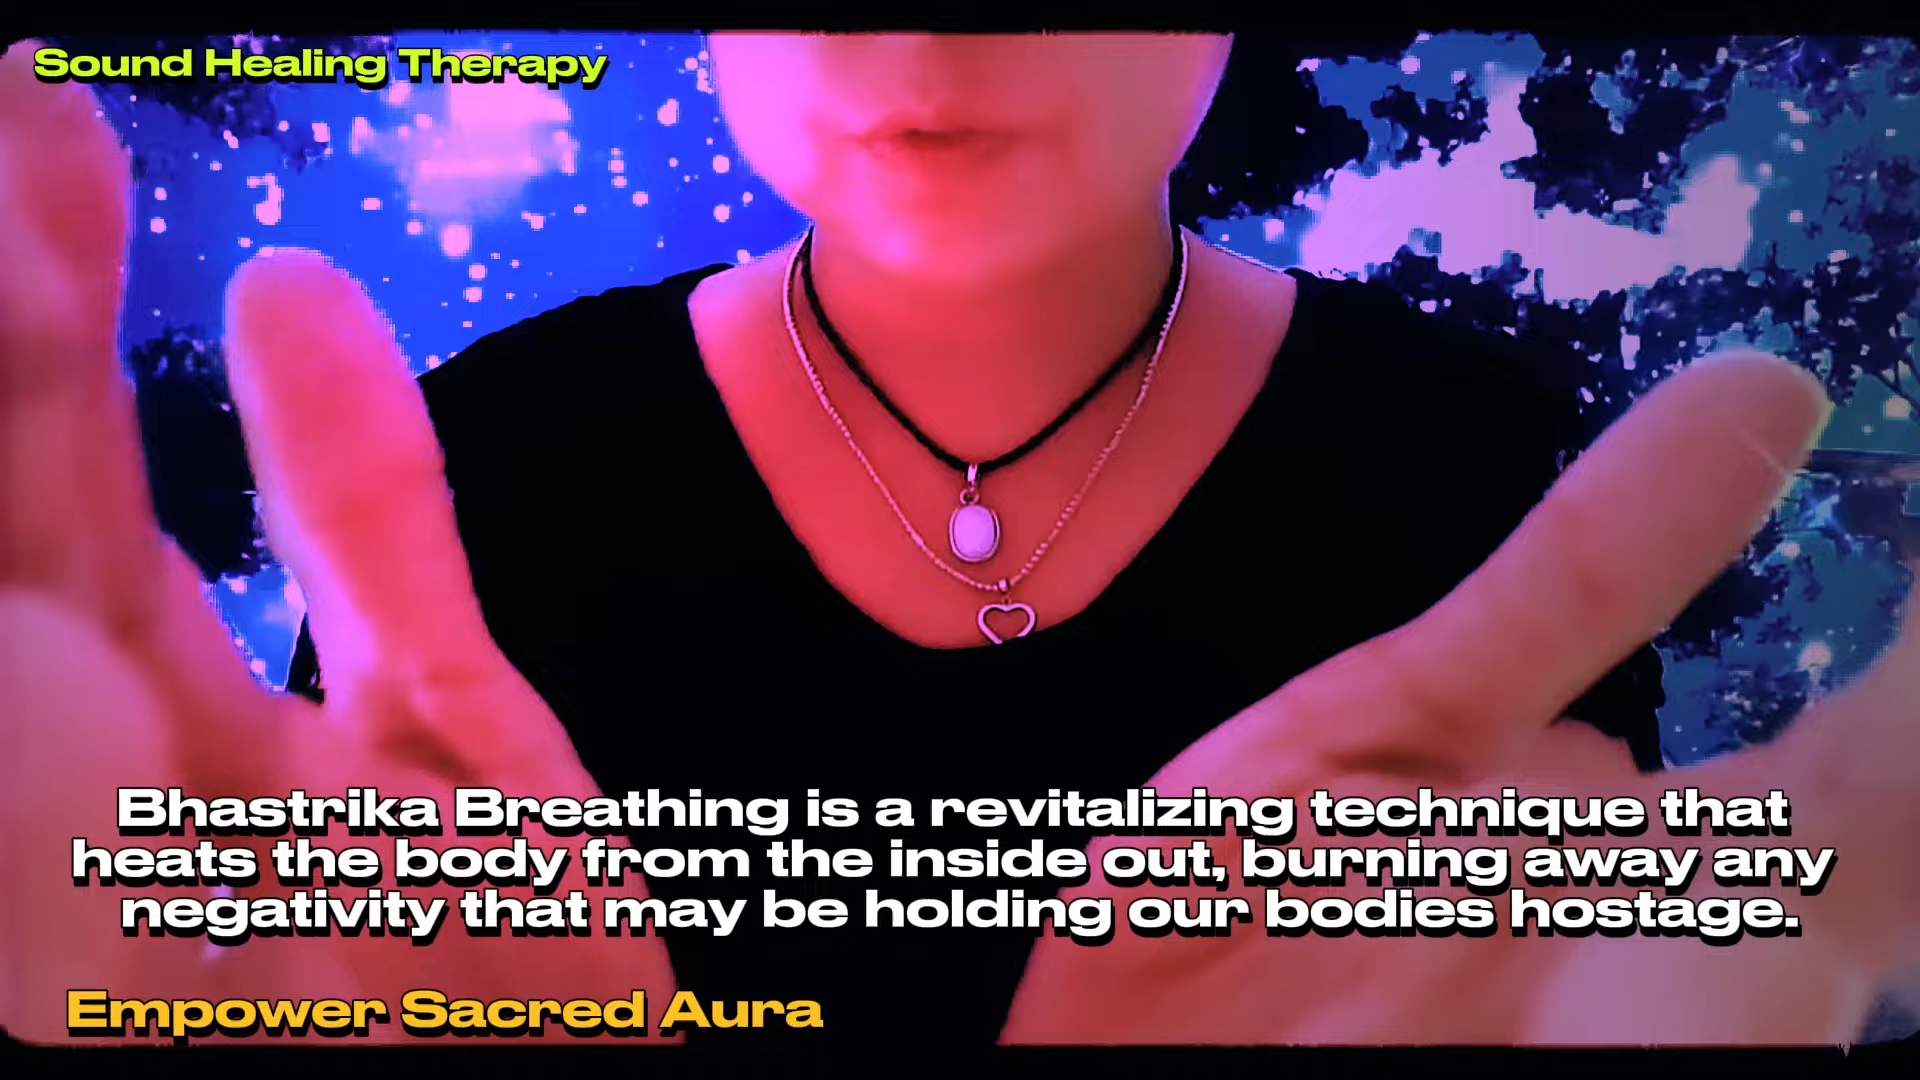 Sound Healing Therapy
Bhastrika Breathing is a revitalizing technique that
heats the body from the inside out, burning away any
negativity that may be holding our bodies hostage.
Empower Sacred Aura